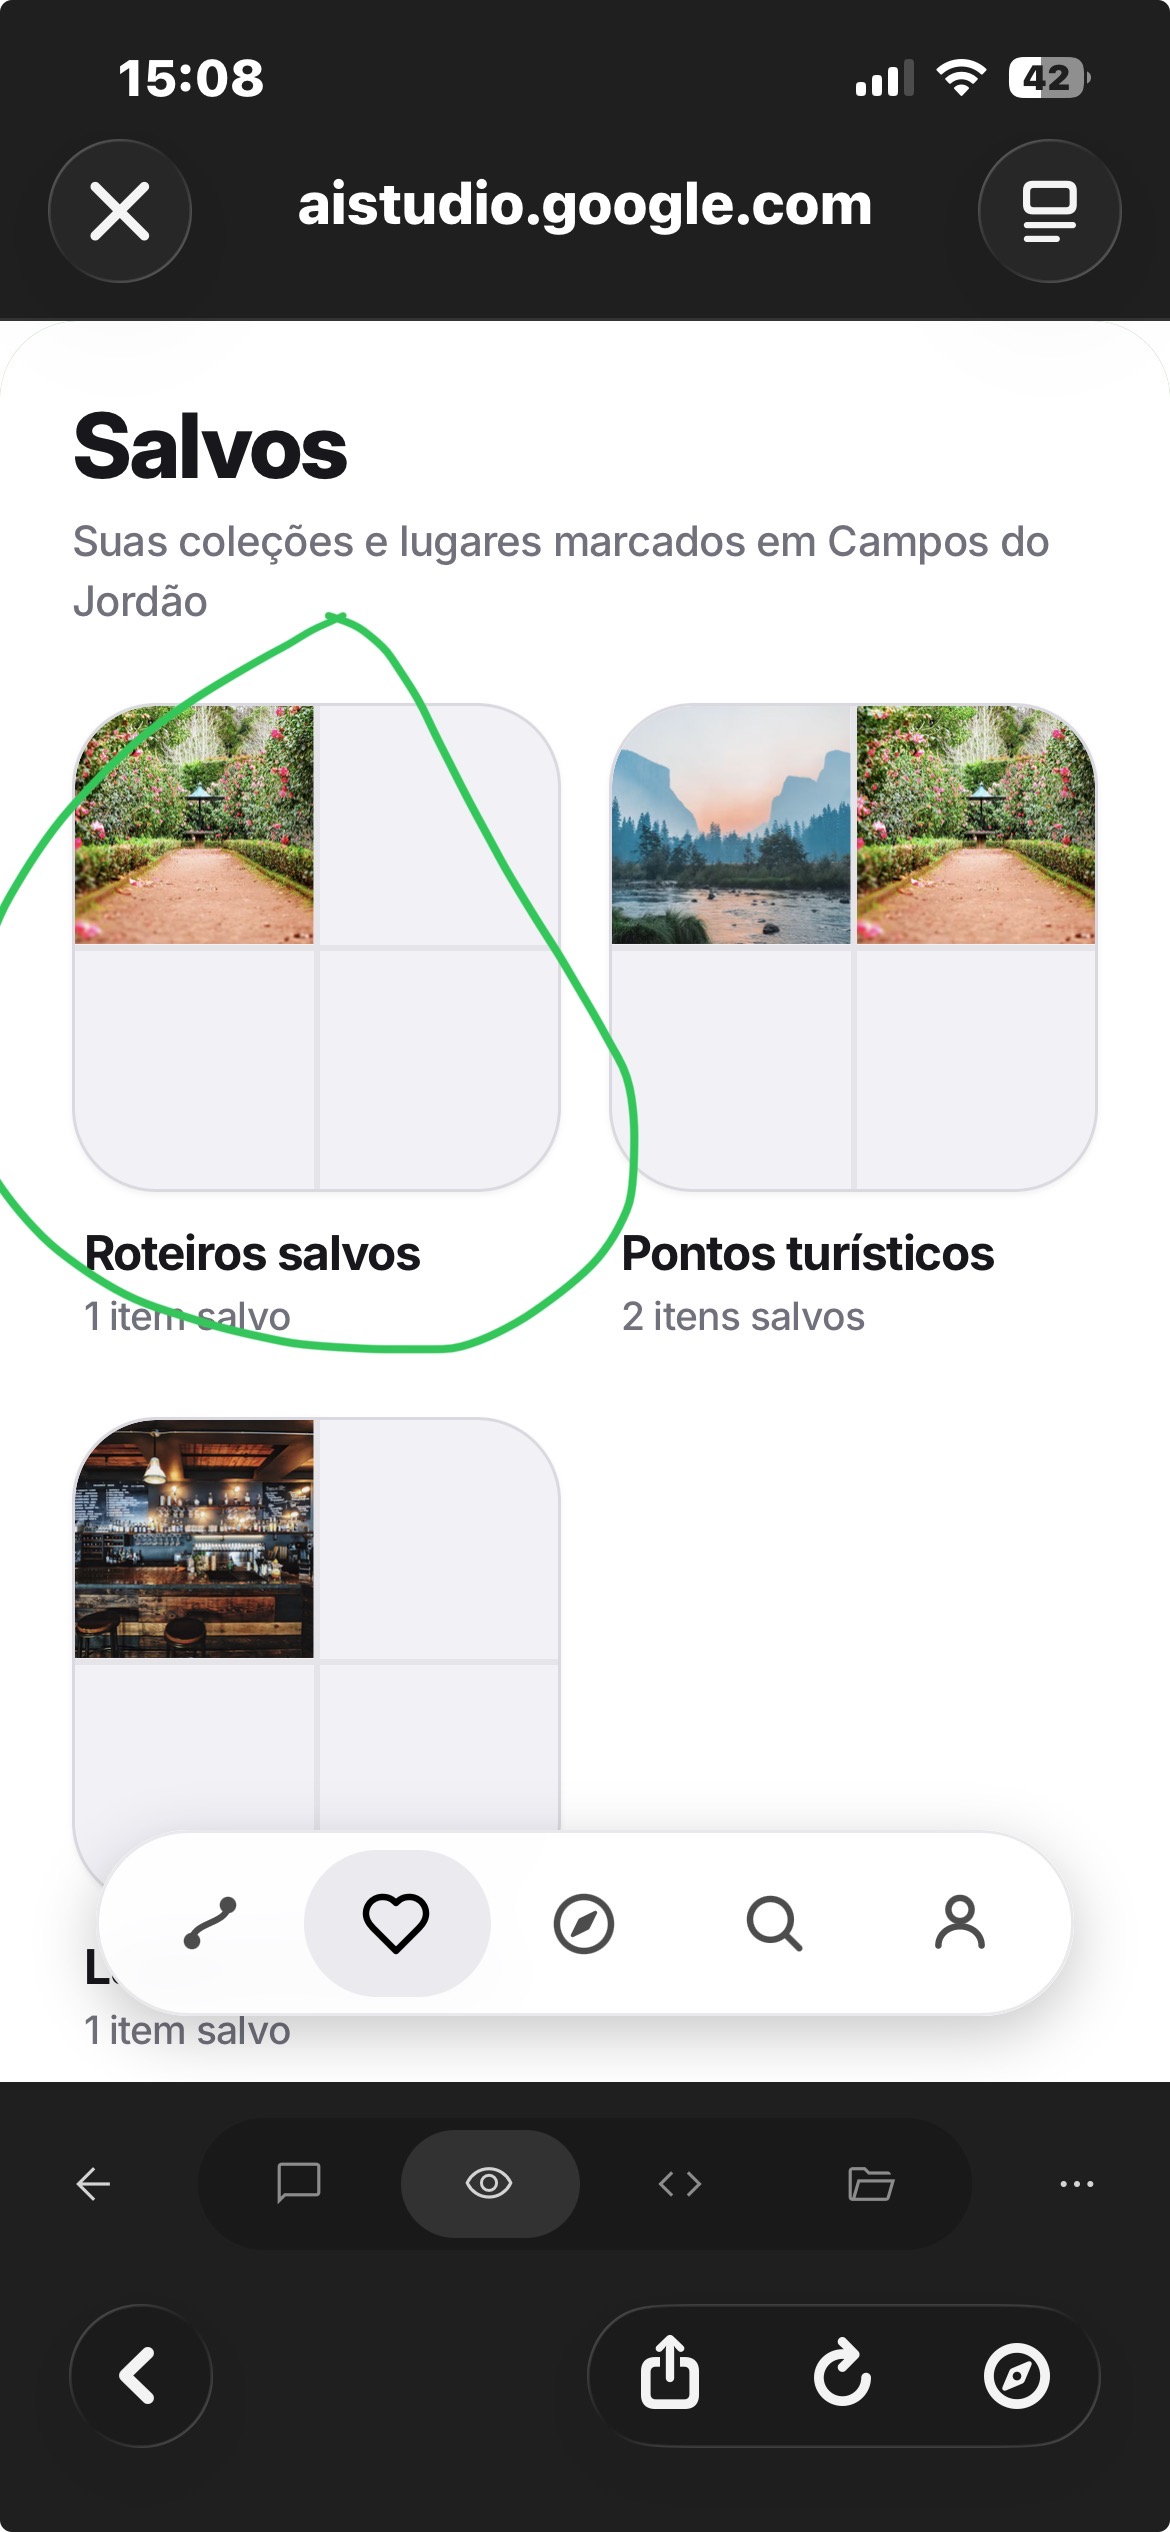 15:08
42
aistudio.google.com
Salvos
Suas coleções e lugares marcados em Campos do
Jordão
Roteiros salvos
1 item salvo
Pontos turísticos
2 itens salvos
1 item salvo